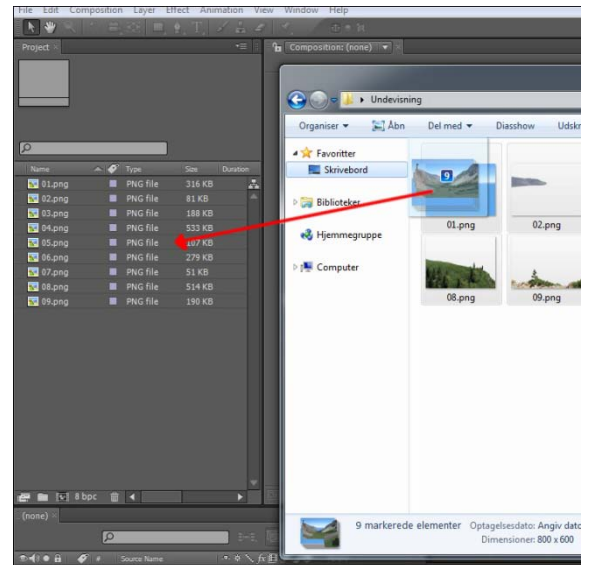 File Edit Composition Layer Effect Animation View Window Help
Project
Composition: (none)
Name Type Size Duration
01.png PNG file 316 KB
02.png PNG file 81 KB
03.png PNG file 188 KB
04.png PNG file 533 KB
05.png PNG file 187 KB
06.png PNG file 279 KB
07.png PNG file 51 KB
08.png PNG file 514 KB
09.png PNG file 190 KB
8 bpc
(none)
# Source Name
Undevisning
Organiser Åbn Del med Diasshow Udskr
Favoritter
Skrivebord
Biblioteker
Hjemmegruppe
Computer
9
01.png 02.png
08.png 09.png
9 markerede elementer Optagelsesdato: Angiv dato
Dimensioner: 800 x 600